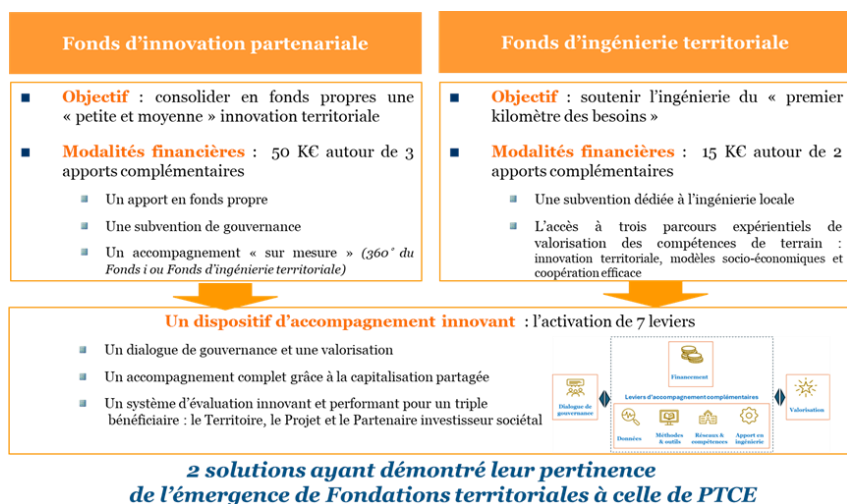 Fonds d'innovation partenariale
Objectif : consolider en fonds propres une
« petite et moyenne » innovation territoriale
Modalités financières : 50 K€ autour de 3
apports complémentaires
Un apport en fonds propre
Une subvention de gouvernance
Un accompagnement « sur mesure » (360° du
Fonds i ou Fonds d'ingénierie territoriale)
Fonds d'ingénierie territoriale
Objectif : soutenir l'ingénierie du « premier
kilomètre des besoins »
Modalités financières : 15 K€ autour de 2
apports complémentaires
Une subvention dédiée à l'ingénierie locale
L'accès à trois parcours expérientiels de
valorisation des compétences de terrain :
innovation territoriale, modèles socio-économiques et
coopération efficace
Un dispositif d'accompagnement innovant : l'activation de 7 leviers
Un dialogue de gouvernance et une valorisation
Un accompagnement complet grâce à la capitalisation partagée
Un système d'évaluation innovant et performant pour un triple
bénéficiaire : le Territoire, le Projet et le Partenaire investisseur sociétal
Financement
Leviers d'accompagnement complémentaires
Dialogue de
gouvernance
Données
Méthodes
& outils
Réseaux &
compétences
Apport en
ingénierie
Valorisation
2 solutions ayant démontré leur pertinence
de l'émergence de Fondations territoriales à celle de PTCE